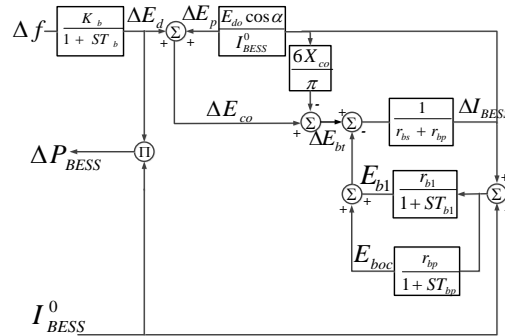 Δf
K_b / 1 + ST_b
ΔE_d
+
Σ
+
ΔE_p
E_do cos α / I⁰_BESS
6X_co / π
-
ΔE_co
+
Σ
ΔE_bt
+
Σ
-
1 / r_bs + r_bp
ΔI_BESS
ΔP_BESS
Π
+
Σ
+
+
E_b1
r_b1 / 1 + ST_b1
+
Σ
E_boc
r_bp / 1 + ST_bp
I⁰_BESS